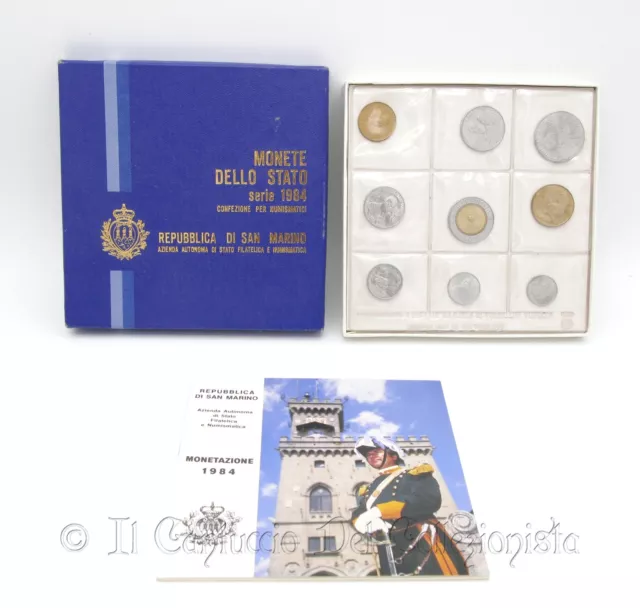 MONETE
DELLO STATO
serie 1984
CONFEZIONE PER NUMISMATICI
REPUBBLICA DI SAN MARINO
AZIENDA AUTONOMA DI STATO FILATELICA E NUMISMATICA
REPUBBLICA
DI SAN MARINO
Azienda Autonoma
di Stato
Filatelica
e Numismatica
MONETAZIONE
1984
© Il Cantuccio Del Collezionista